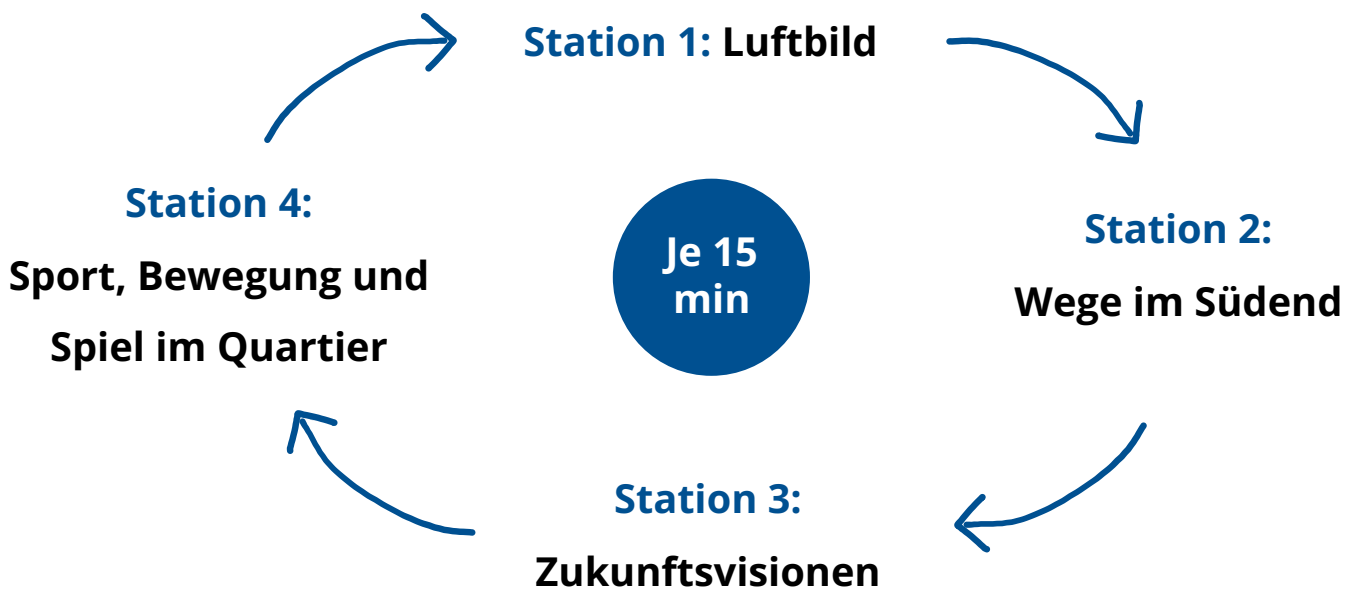 Station 1: Luftbild
Station 2:
Wege im Südend
Station 3:
Zukunftsvisionen
Station 4:
Sport, Bewegung und
Spiel im Quartier
Je 15
min